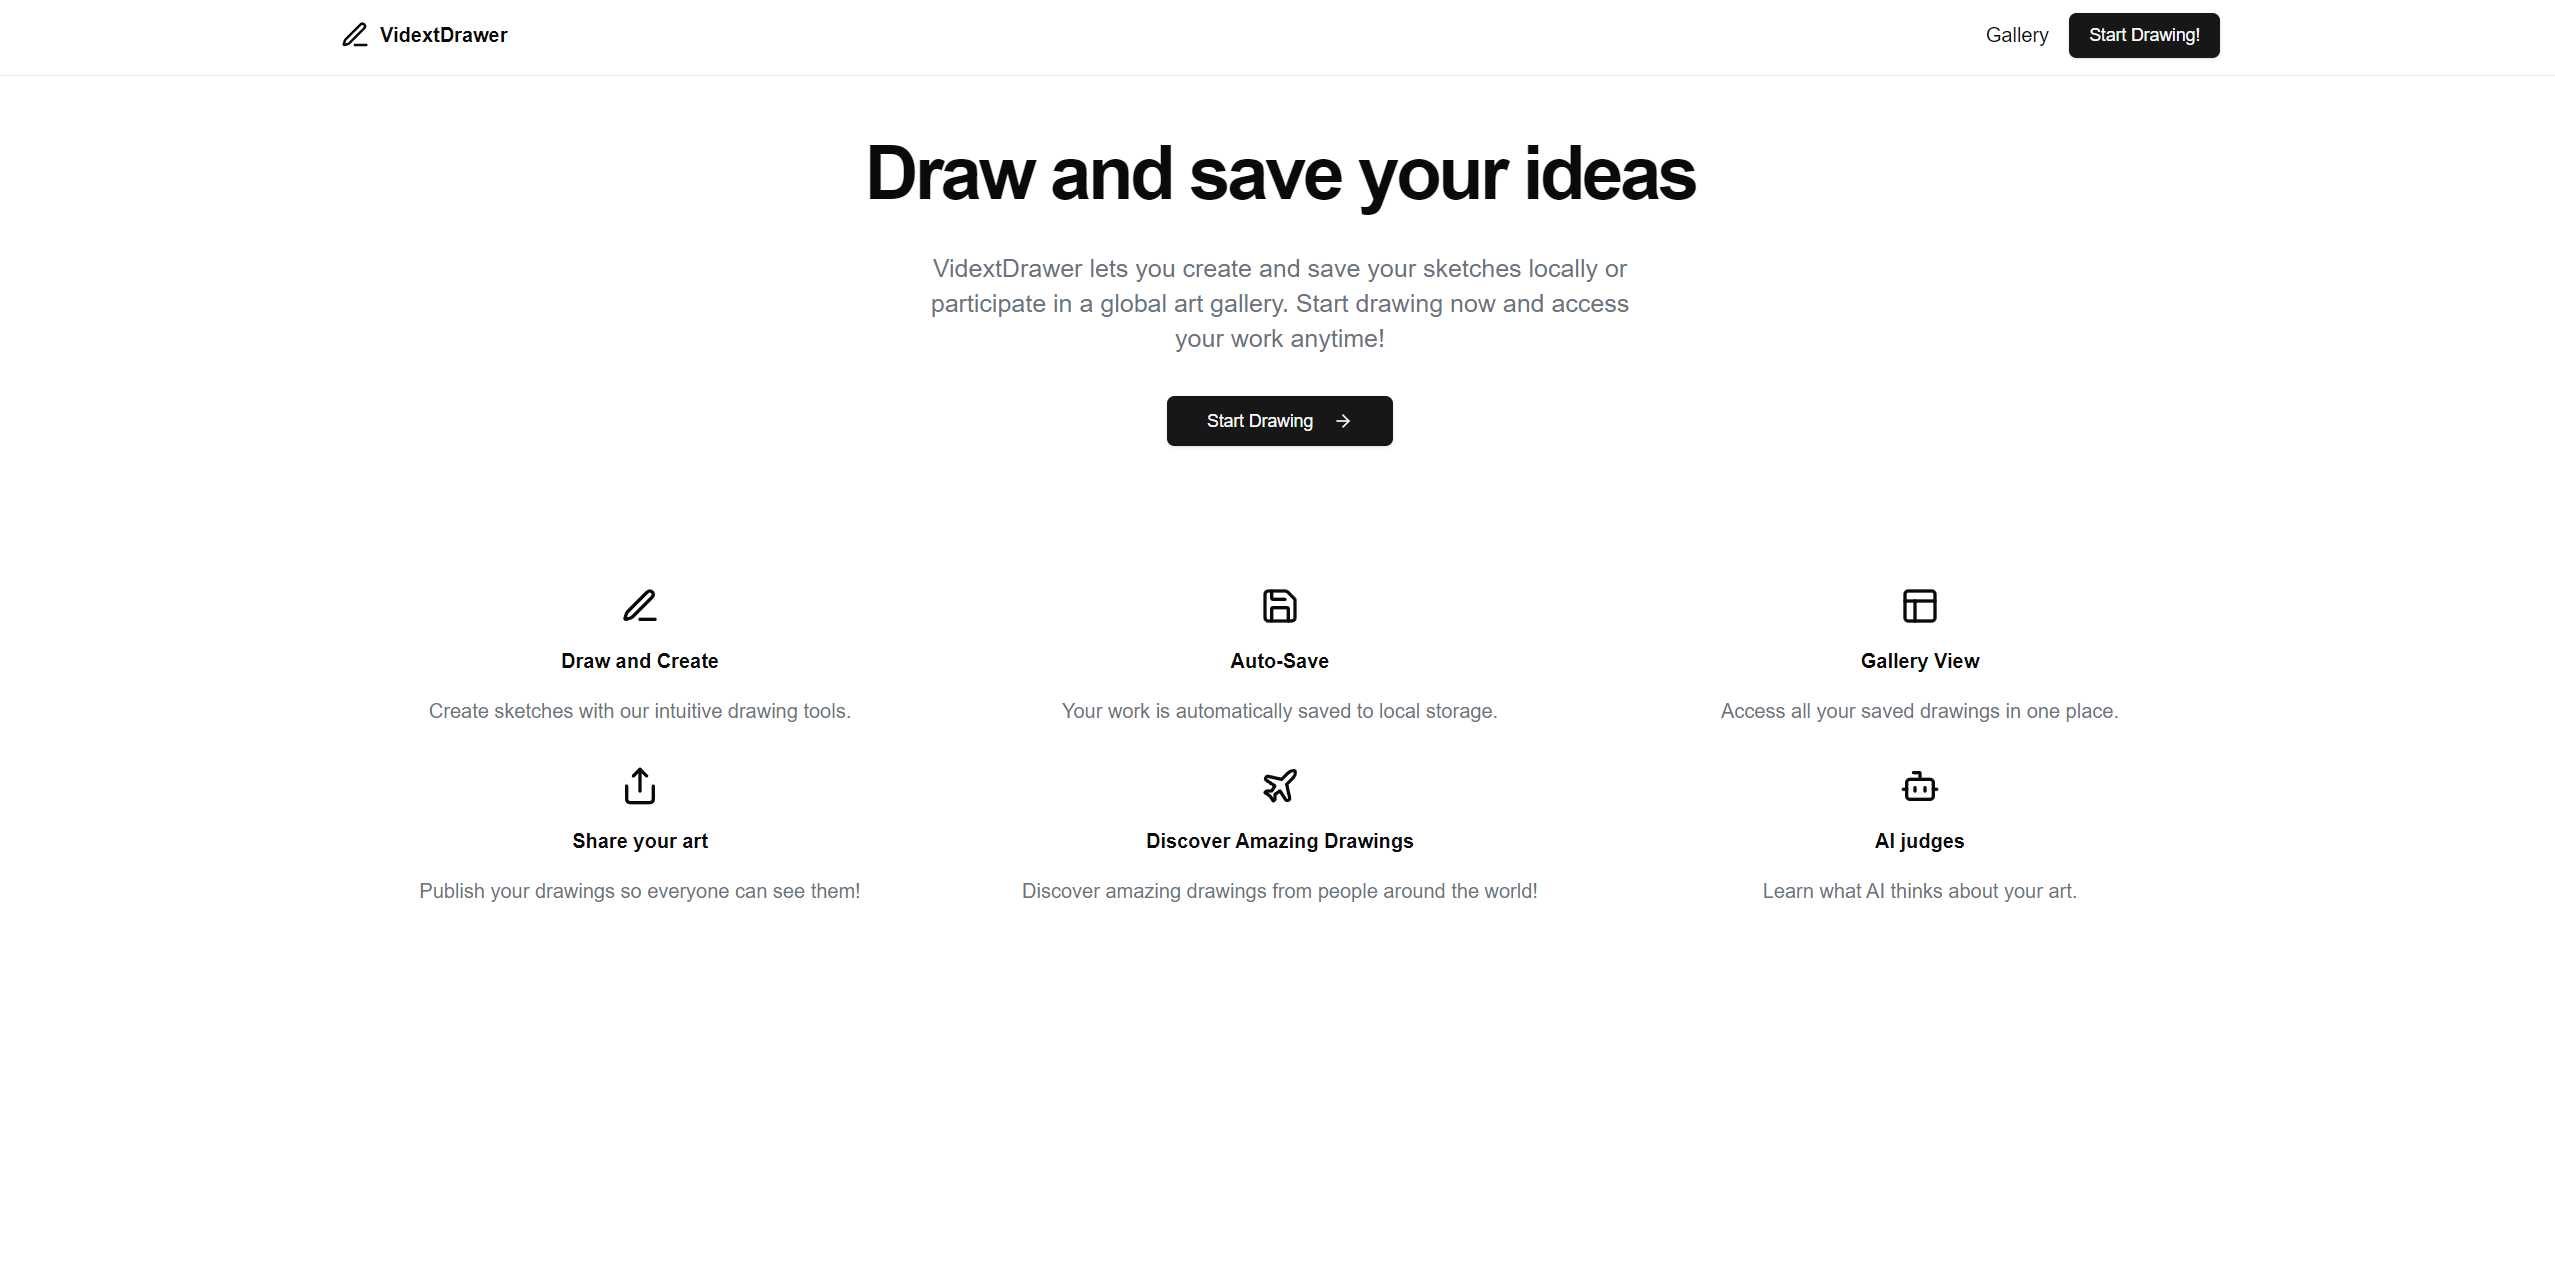 VidextDrawer
Gallery
Start Drawing!
Draw and save your ideas
VidextDrawer lets you create and save your sketches locally or
participate in a global art gallery. Start drawing now and access
your work anytime!
Start Drawing
Draw and Create
Create sketches with our intuitive drawing tools.
Auto-Save
Your work is automatically saved to local storage.
Gallery View
Access all your saved drawings in one place.
Share your art
Publish your drawings so everyone can see them!
Discover Amazing Drawings
Discover amazing drawings from people around the world!
AI judges
Learn what AI thinks about your art.